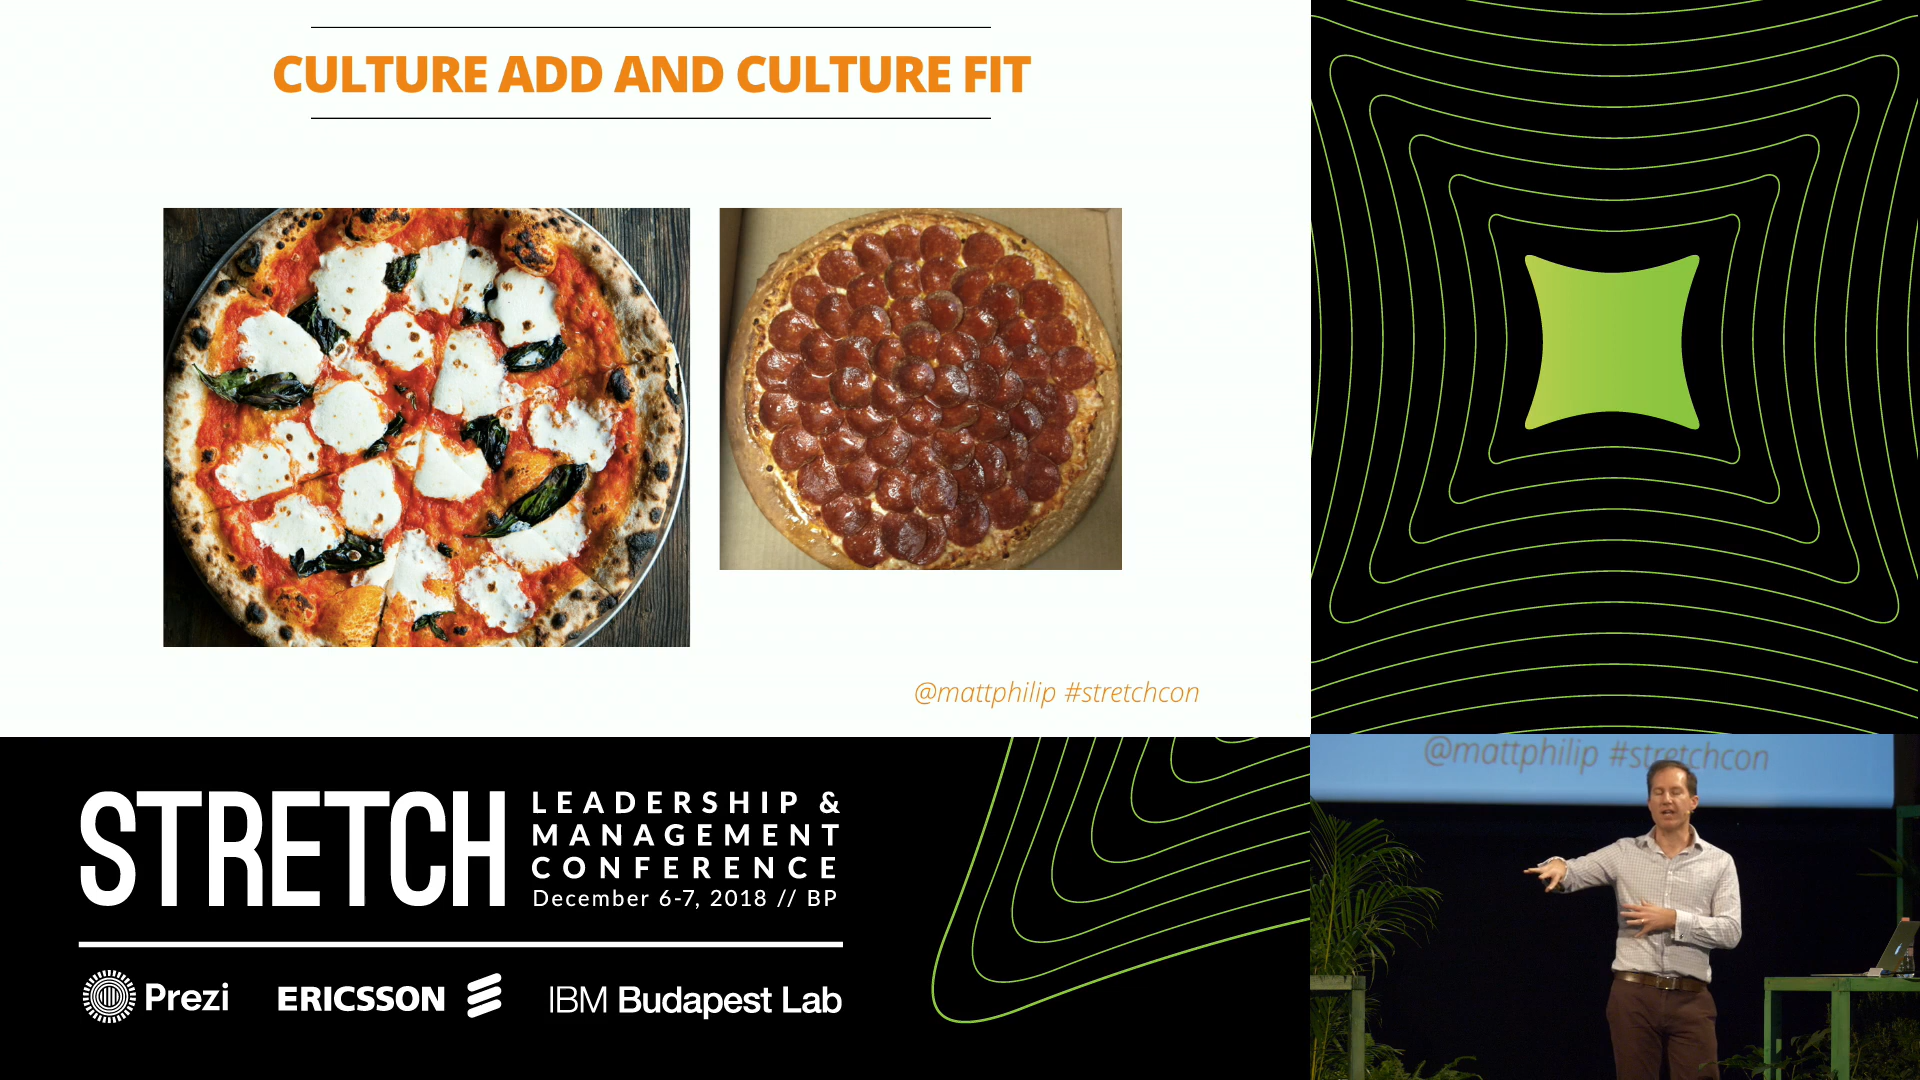 CULTURE ADD AND CULTURE FIT
@mattphilip #stretchcon
STRETCH
LEADERSHIP &
MANAGEMENT
CONFERENCE
December 6-7, 2018 // BP
Prezi
ERICSSON
IBM Budapest Lab
@mattphilip #stretchcon